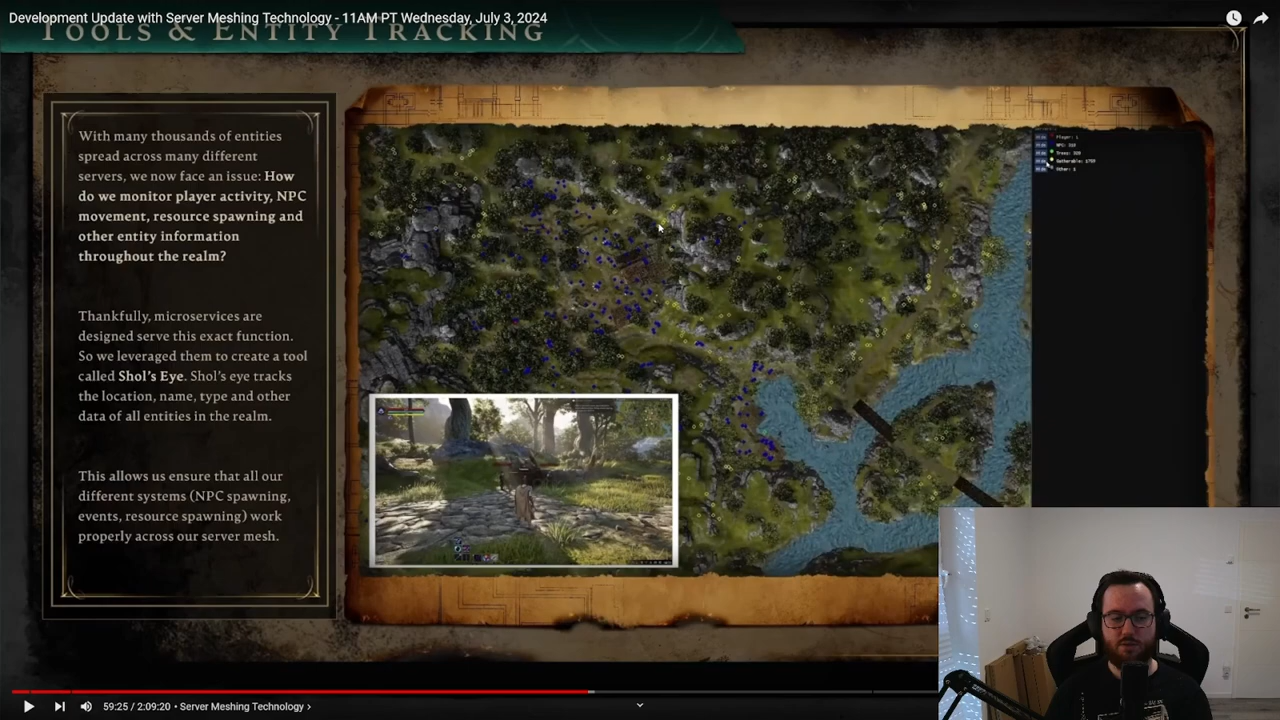 Development Update with Server Meshing Technology - 11AM PT Wednesday, July 3, 2024
TOOLS & ENTITY TRACKING
With many thousands of entities
spread across many different
servers, we now face an issue: How
do we monitor player activity, NPC
movement, resource spawning and
other entity information
throughout the realm?
Thankfully, microservices are
designed serve this exact function.
So we leveraged them to create a tool
called Shol's Eye. Shol's eye tracks
the location, name, type and other
data of all entities in the realm.
This allows us ensure that all our
different systems (NPC spawning,
events, resource spawning) work
properly across our server mesh.
Player: 1
NPC:
Gatherable:
Other:
59:25 / 2:09:20 • Server Meshing Technology ›